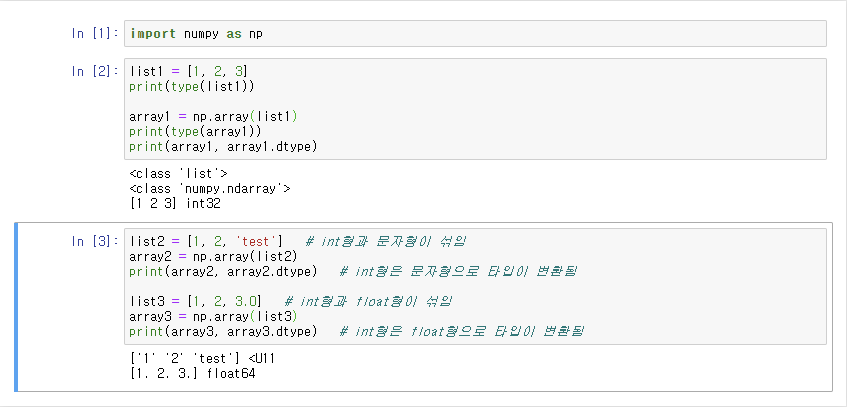 In [1]: import numpy as np
In [2]: list1 = [1, 2, 3]
print(type(list1))
array1 = np.array(list1)
print(type(array1))
print(array1, array1.dtype)
<class 'list'>
<class 'numpy.ndarray'>
[1 2 3] int32
In [3]: list2 = [1, 2, 'test']   # int형과 문자형이 섞임
array2 = np.array(list2)
print(array2, array2.dtype)   # int형은 문자형으로 타입이 변환됨
list3 = [1, 2, 3.0]   # int형과 float형이 섞임
array3 = np.array(list3)
print(array3, array3.dtype)   # int형은 float형으로 타입이 변환됨
['1' '2' 'test'] <U11
[1. 2. 3.] float64